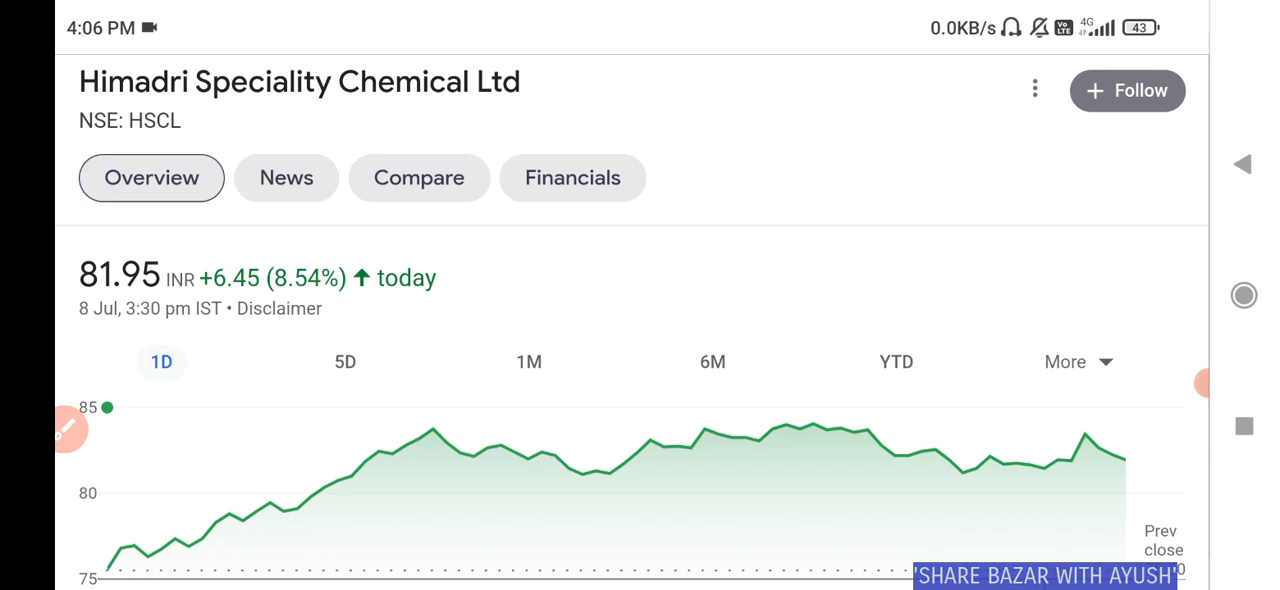 4:06 PM
0.0KB/s Vo LTE 4G 43
Himadri Speciality Chemical Ltd
+ Follow
NSE: HSCL
Overview News Compare Financials
81.95 INR +6.45 (8.54%) ↑ today
8 Jul, 3:30 pm IST • Disclaimer
1D 5D 1M 6M YTD More
85
80
Prev
close
75
'SHARE BAZAR WITH AYUSH'